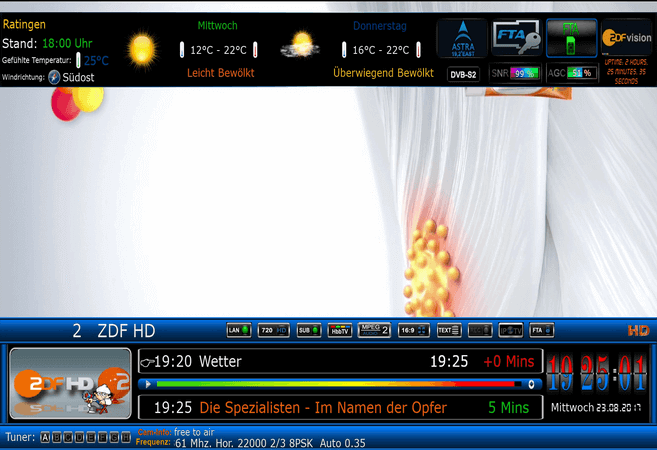 Ratingen
Stand: 18:00 Uhr
Gefühlte Temperatur: 25°C
Windrichtung: Südost
Mittwoch
12°C - 22°C
Leicht Bewölkt
Donnerstag
16°C - 22°C
Überwiegend Bewölkt
ASTRA
19.2°EAST
DVB-S2
FTA
SNR 99 %
FTA
AGC 51 %
ZDFvision
UPTIME: 2 HOURS,
25 MINUTES, 35
SECONDS
2 ZDF HD
LAN 720 HD SUB HbbTV MPEG 2 16:9 TEXT IP TV FTA HD
ZDF HD
19:20 Wetter 19:25 +0 Mins
19:25 Die Spezialisten - Im Namen der Opfer 5 Mins
19 25:01
Mittwoch 23.08.2017
Tuner: A B C D E F G H
free to air
Frequenz: 61 Mhz. Hor. 22000 2/3 8PSK Auto 0.35